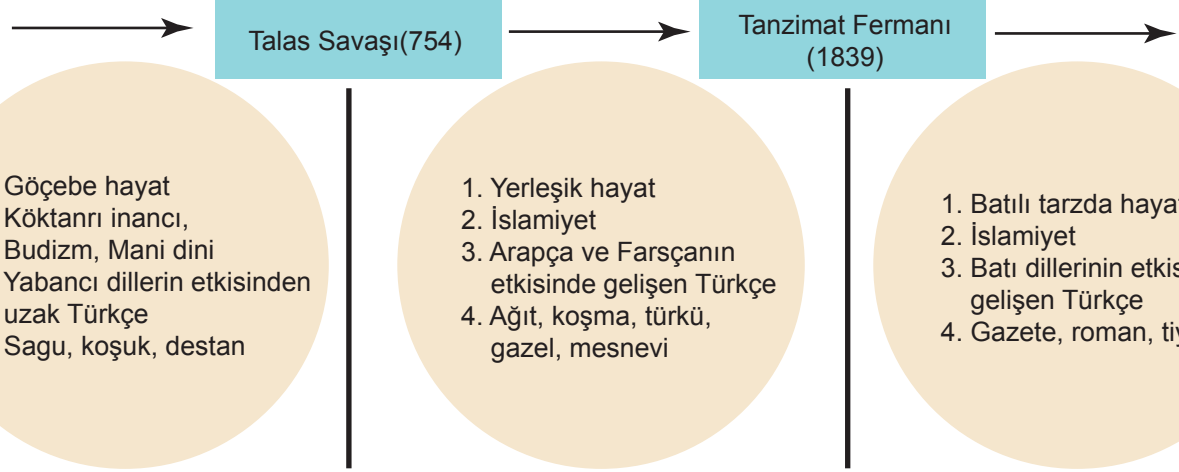 Talas Savaşı(754)
Tanzimat Fermanı
(1839)
Göçebe hayat
Köktanrı inancı,
Budizm, Mani dini
Yabancı dillerin etkisinden
uzak Türkçe
Sagu, koşuk, destan
1. Yerleşik hayat
2. İslamiyet
3. Arapça ve Farsçanın
etkisinde gelişen Türkçe
4. Ağıt, koşma, türkü,
gazel, mesnevi
1. Batılı tarzda
2. İslamiyet
3. Batı dillerinin
gelişen Türkçe
4. Gazete, roman,